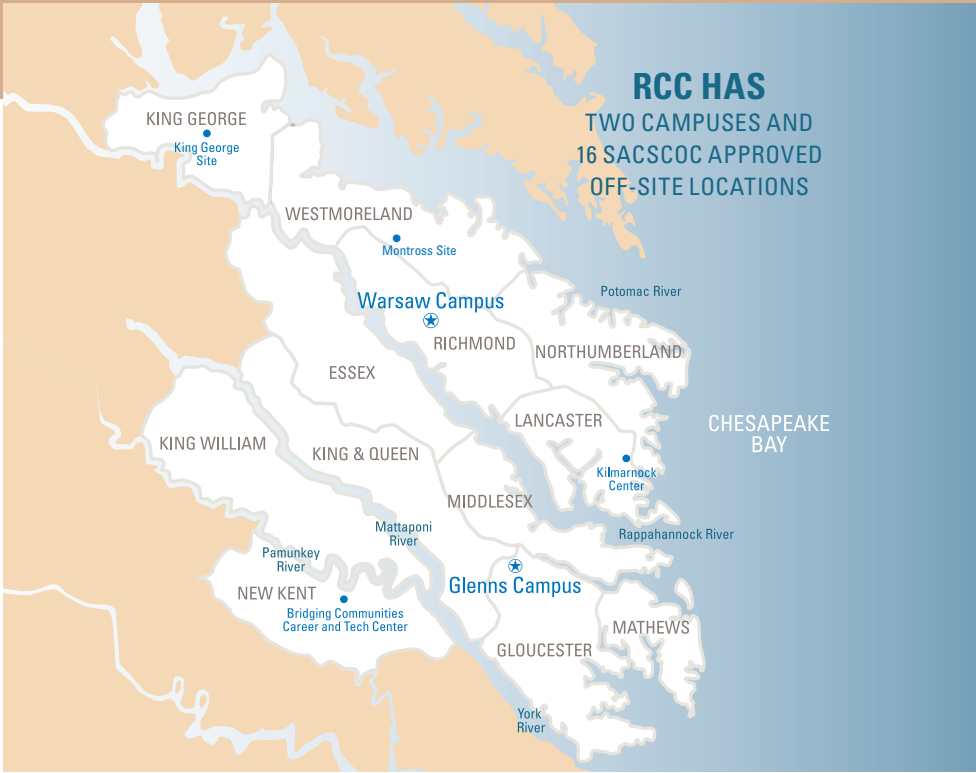 RCC HAS
TWO CAMPUSES AND
16 SACSCOC APPROVED
OFF-SITE LOCATIONS
KING GEORGE
King George
Site
WESTMORELAND
Montross Site
Potomac River
Warsaw Campus
RICHMOND
NORTHUMBERLAND
ESSEX
LANCASTER
CHESAPEAKE
BAY
KING WILLIAM
KING & QUEEN
Kilmarnock
Center
MIDDLESEX
Mattaponi
River
Rappahannock River
Pamunkey
River
Glenns Campus
NEW KENT
Bridging Communities
Career and Tech Center
MATHEWS
GLOUCESTER
York
River